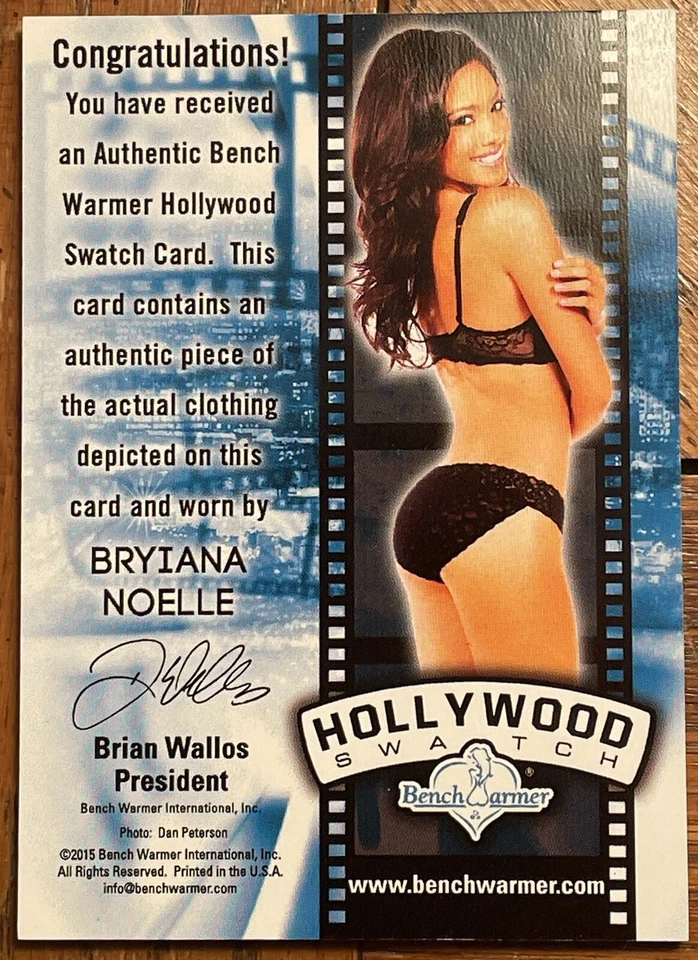 Congratulations!
You have received
an Authentic Bench
Warmer Hollywood
Swatch Card. This
card contains an
authentic piece of
the actual clothing
depicted on this
card and worn by
BRYIANA
NOELLE
Brian Wallos
President
Bench Warmer International, Inc.
Photo: Dan Peterson
©2015 Bench Warmer International, Inc.
All Rights Reserved. Printed in the U.S.A.
info@benchwarmer.com
HOLLYWOOD
SWATCH
Bench Warmer®
www.benchwarmer.com